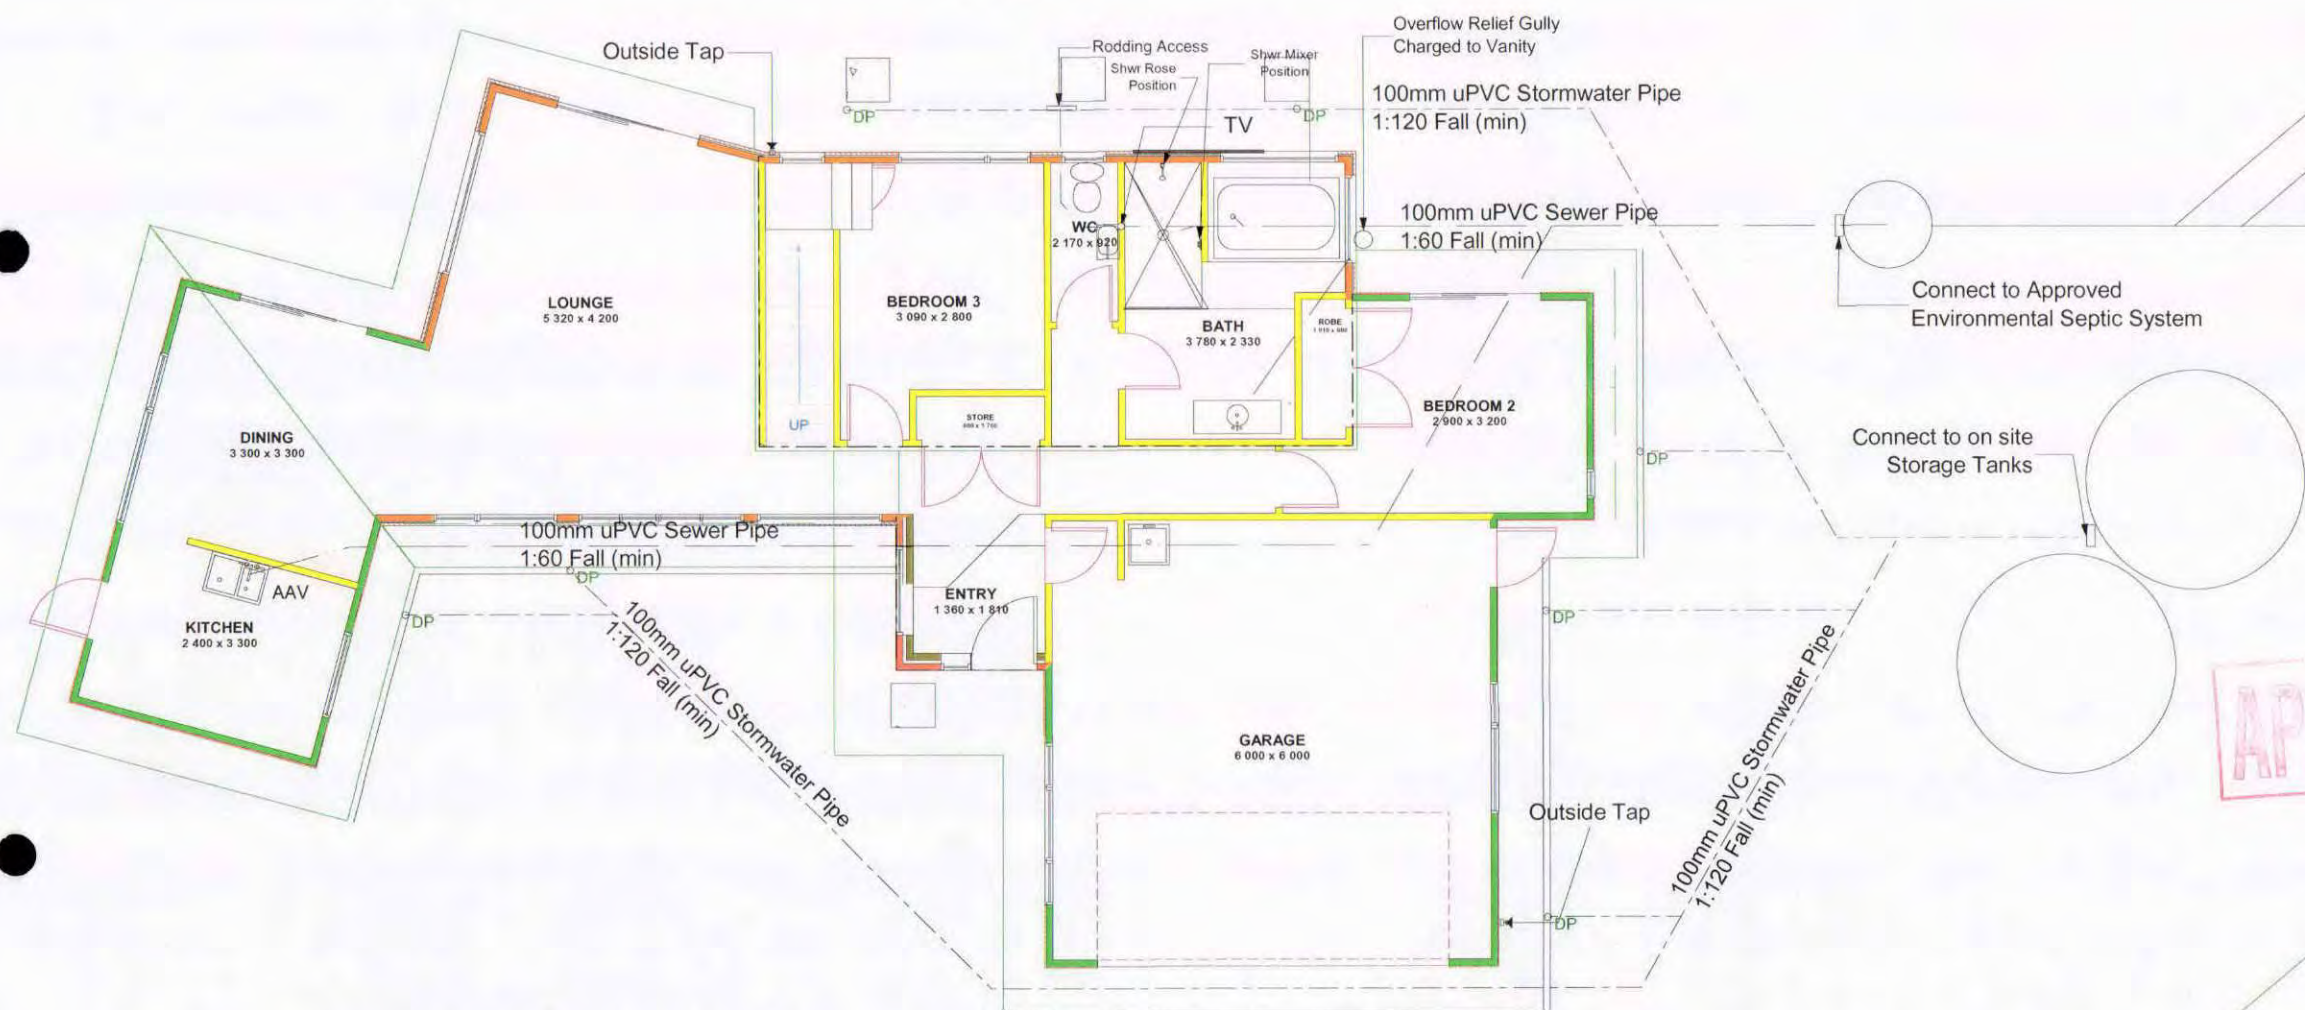 Outside Tap
Rodding Access
Shwr Rose
Position
Shwr Mixer
Position
Overflow Relief Gully
Charged to Vanity
100mm uPVC Stormwater Pipe
1:120 Fall (min)
DP
DP
TV
100mm uPVC Sewer Pipe
1:60 Fall (min)
WC
2 170 x 920
LOUNGE
5 320 x 4 200
BEDROOM 3
3 090 x 2 800
BATH
3 780 x 2 330
ROBE
Connect to Approved
Environmental Septic System
UP
STORE
BEDROOM 2
2 900 x 3 200
DINING
3 300 x 3 300
DP
Connect to on site
Storage Tanks
100mm uPVC Sewer Pipe
1:60 Fall (min)
DP
AAV
KITCHEN
2 400 x 3 300
DP
ENTRY
1 360 x 1 810
DP
100mm uPVC Stormwater Pipe
1:120 Fall (min)
GARAGE
6 000 x 6 000
100mm uPVC Stormwater Pipe
1:120 Fall (min)
Outside Tap
DP
AP